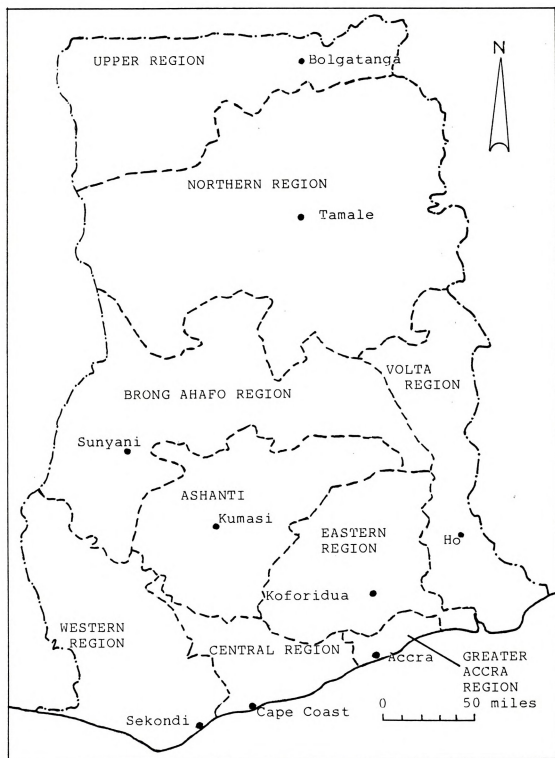 N
UPPER REGION
Bolgatanga
NORTHERN REGION
Tamale
VOLTA
REGION
BRONG AHAFO REGION
Sunyani
ASHANTI
Kumasi
EASTERN
REGION
Ho
Koforidua
WESTERN
REGION
CENTRAL REGION
Accra
GREATER
ACCRA
REGION
Cape Coast
Sekondi
0 50 miles